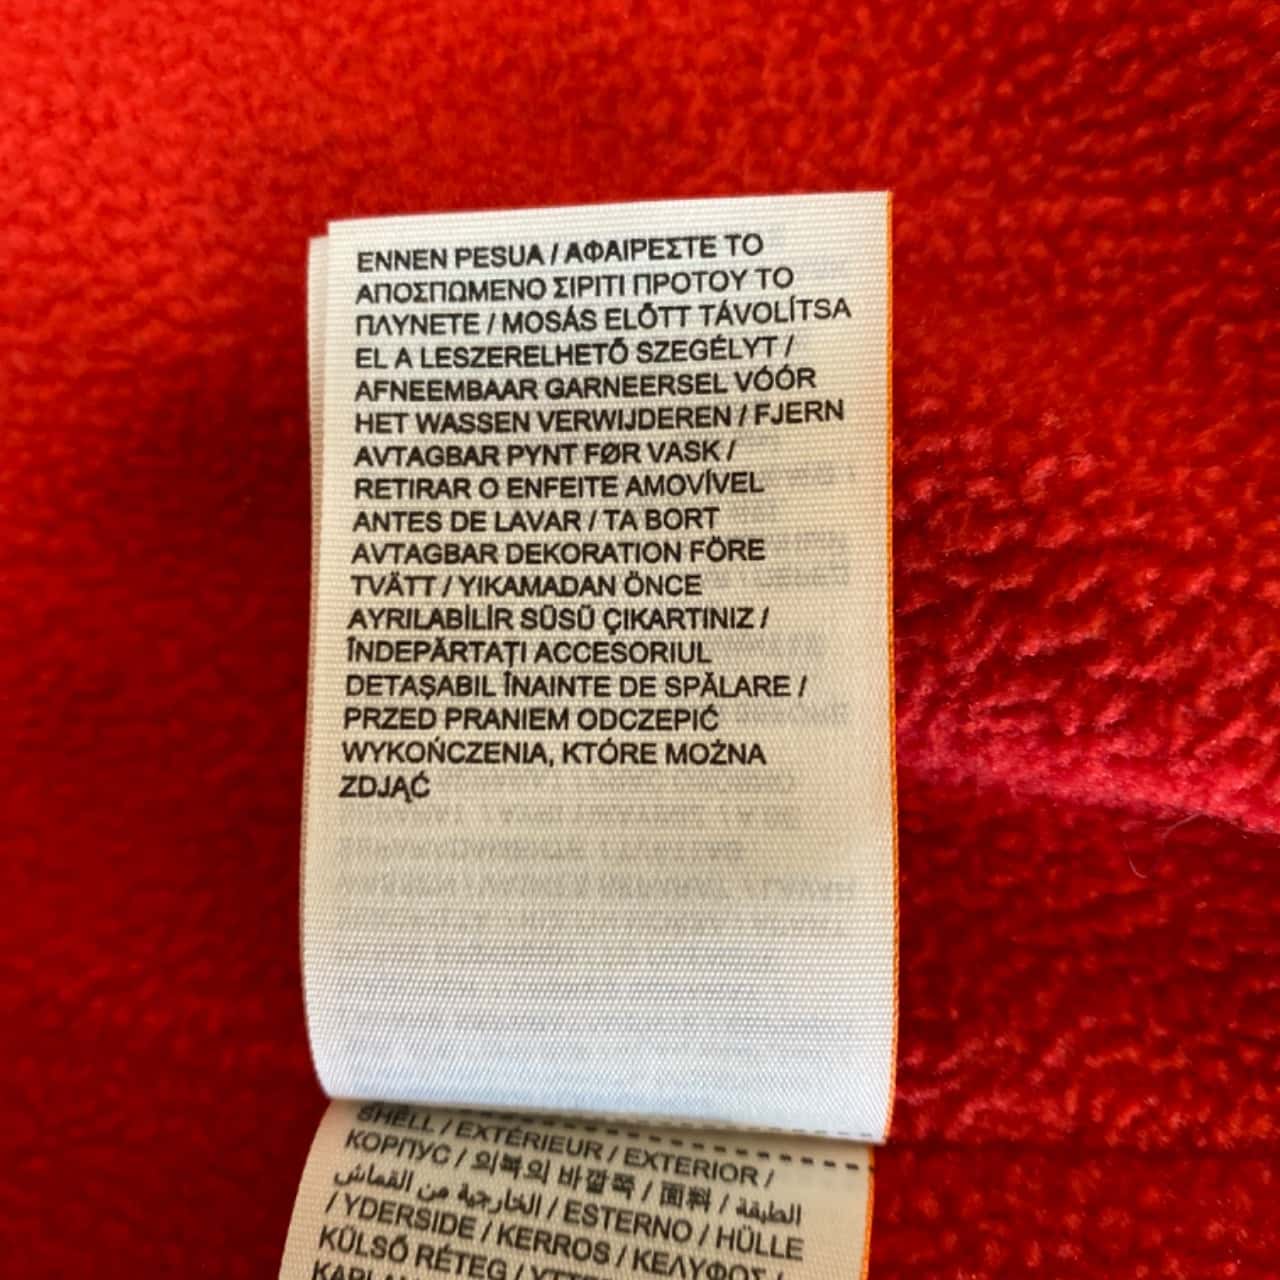 ENNEN PESUA / ΑΦΑΙΡΕΣΤΕ ΤΟ
ΑΠΟΣΠΩΜΕΝΟ ΣΙΡΙΤΙ ΠΡΟΤΟΥ ΤΟ
ΠΛΥΝΕΤΕ / MOSÁS ELŐTT TÁVOLÍTSA
EL A LESZERELHETŐ SZEGÉLYT /
AFNEEMBAAR GARNEERSEL VÓÓR
HET WASSEN VERWIJDEREN / FJERN
AVTAGBAR PYNT FØR VASK /
RETIRAR O ENFEITE AMOVÍVEL
ANTES DE LAVAR / TA BORT
AVTAGBAR DEKORATION FÖRE
TVÄTT / YIKAMADAN ÖNCE
AYRILABİLİR SÜSÜ ÇIKARTINIZ /
ÎNDEPĂRTAȚI ACCESORIUL
DETAȘABIL ÎNAINTE DE SPĂLARE /
PRZED PRANIEM ODCZEPIĆ
WYKOŃCZENIA, KTÓRE MOŻNA
ZDJĄĆ
SHELL / EXTÉRIEUR / EXTERIOR /
КОРПУС / 의복의 바깥쪽 / 面料 / الطبقة
الخارجية من القماش / ESTERNO / HÜLLE
/ YDERSIDE / KERROS / ΚΕΛΥΦΟΣ /
KÜLSŐ RÉTEG /